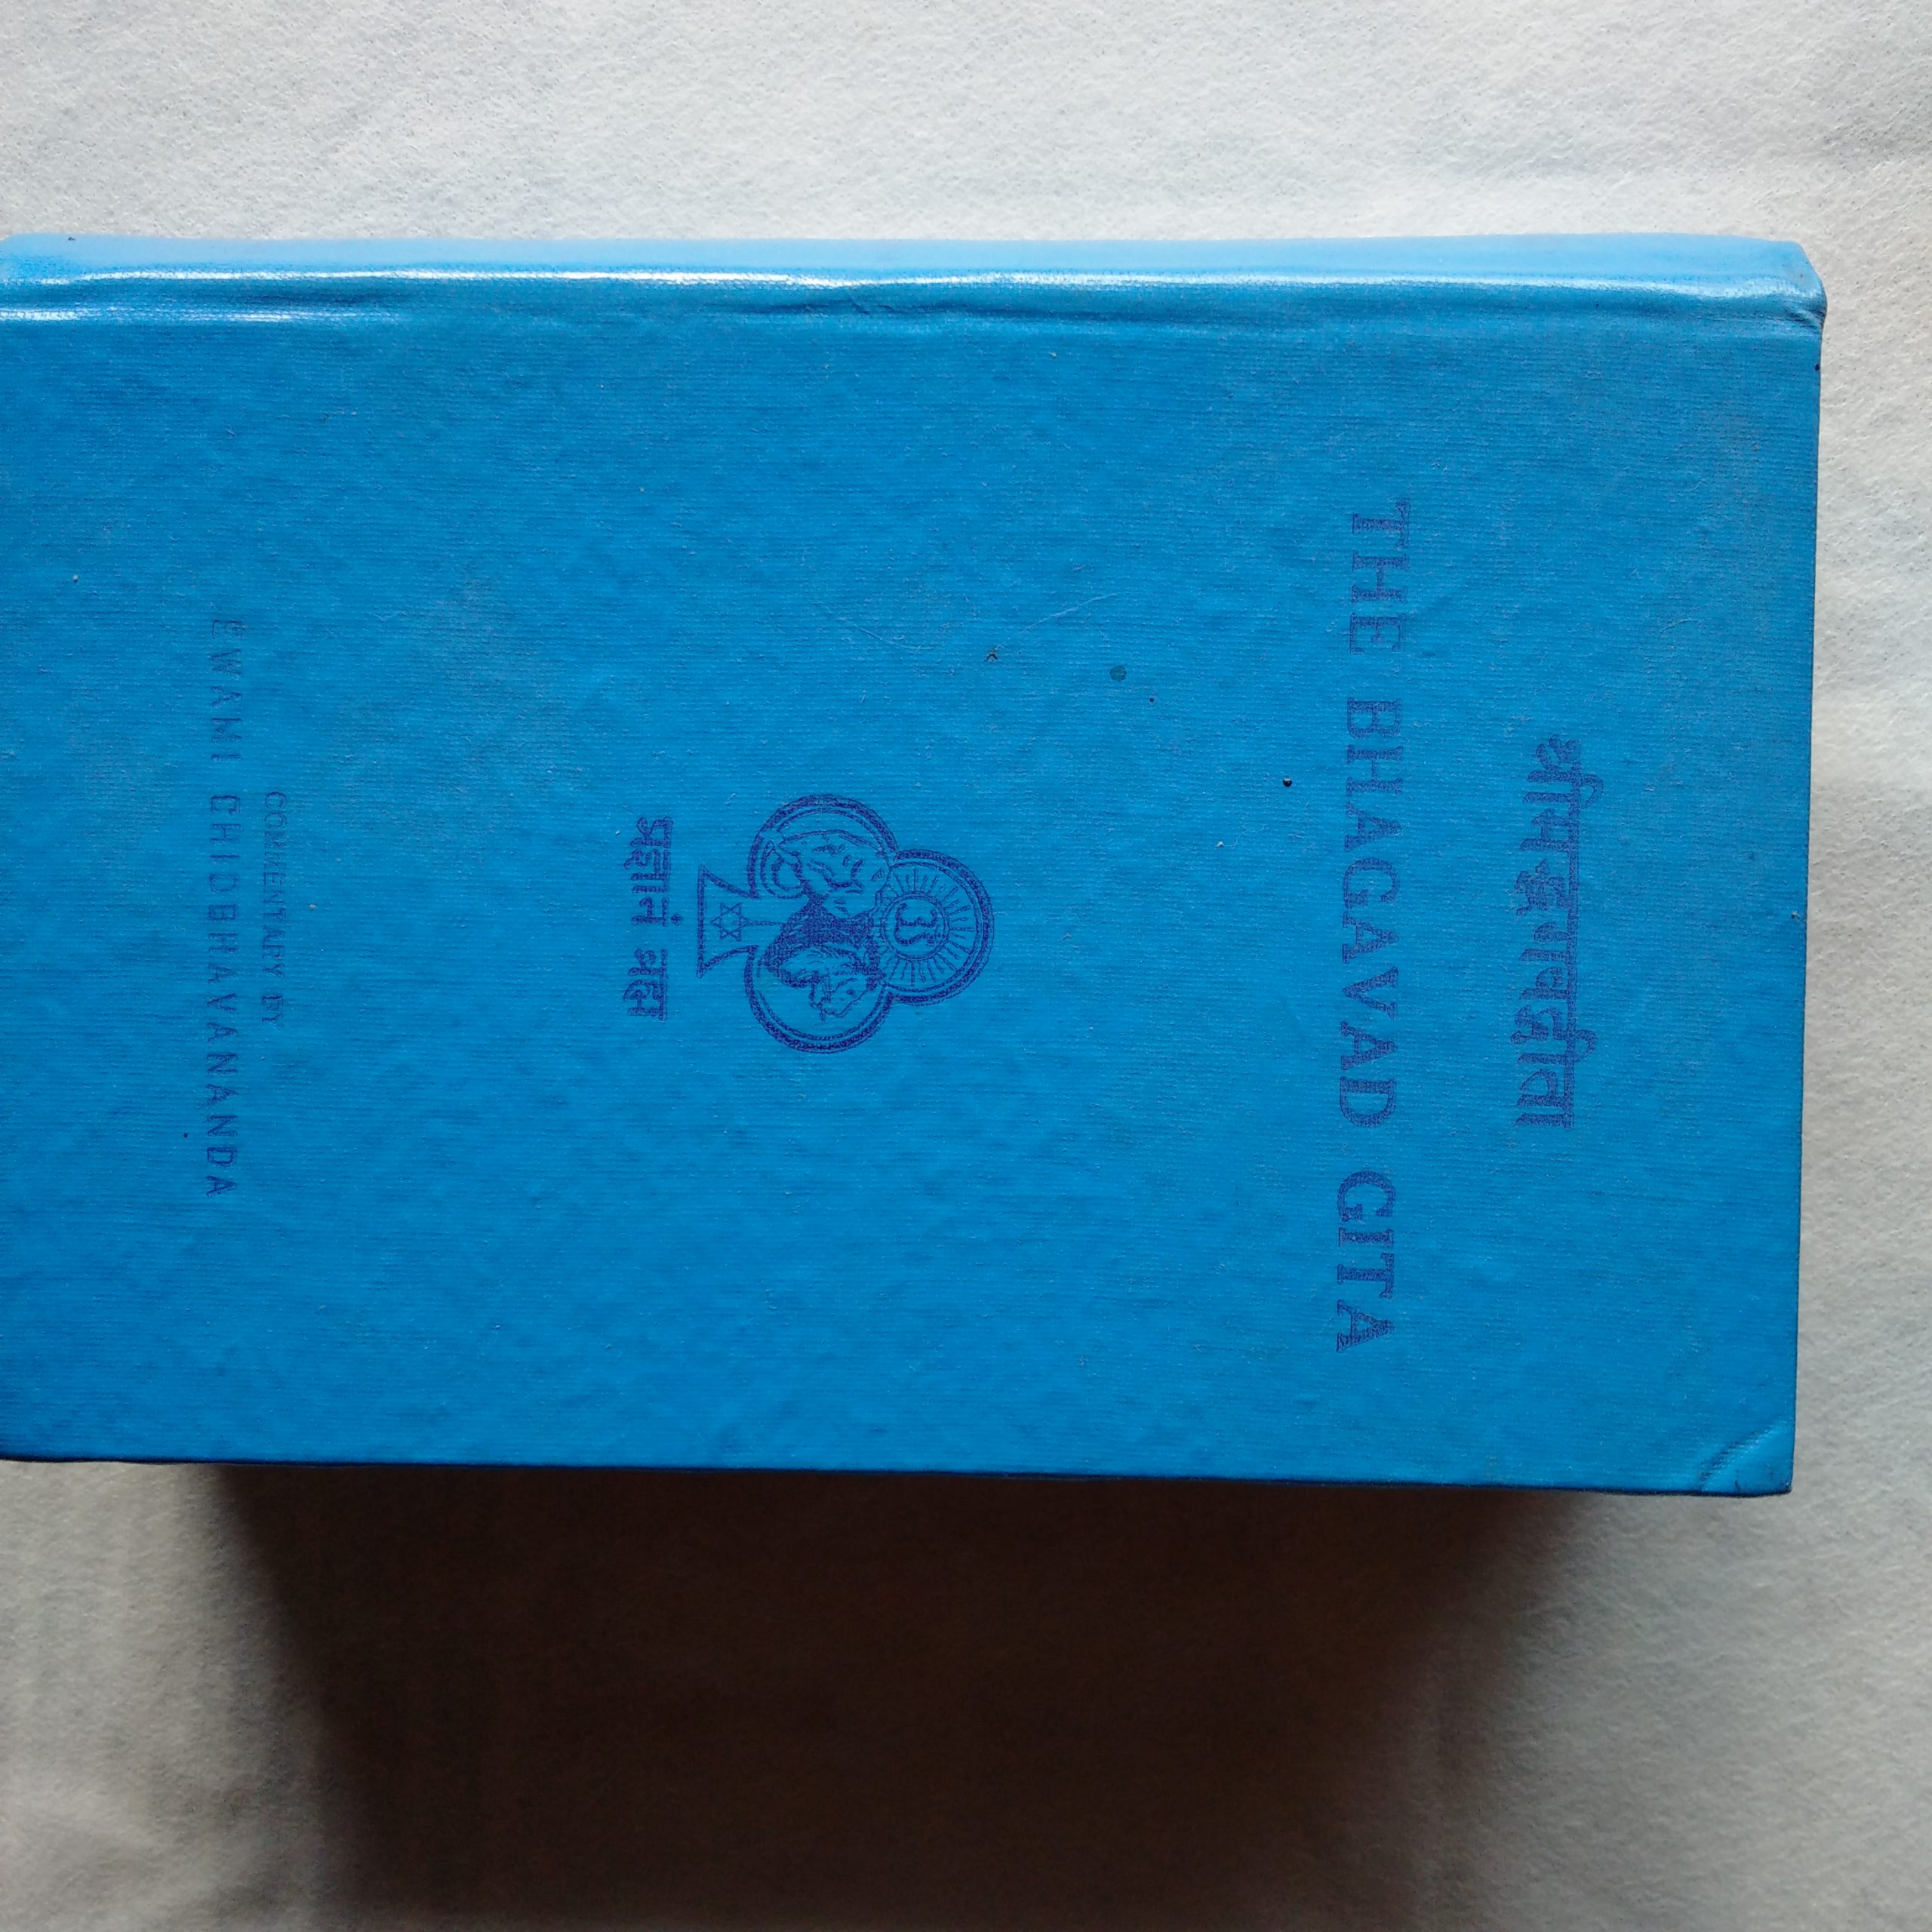 श्रीमद्भगवद्गीता
THE BHAGAVAD GITA
ॐ
प्रज्ञानं ब्रह्म
COMMENTARY BY
SWAMI CHIDBHAVANANDA